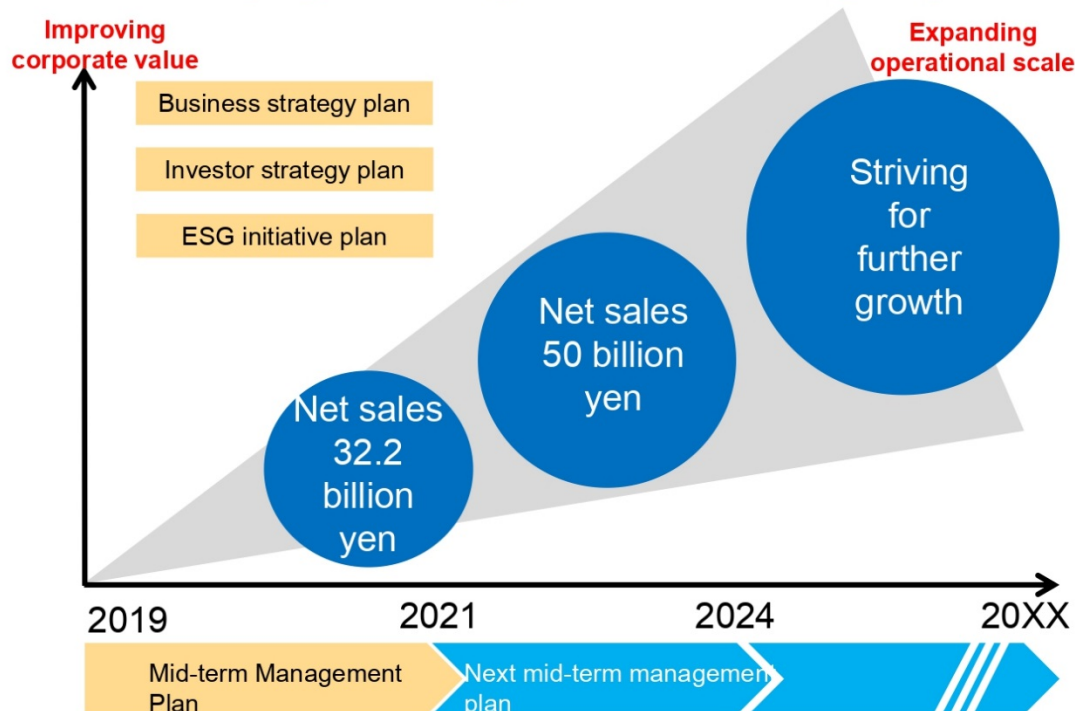 Improving
corporate value
Expanding
operational scale
Business strategy plan
Investor strategy plan
ESG initiative plan
Striving
for
further
growth
Net sales
50 billion
yen
Net sales
32.2
billion
yen
2019
2021
2024
20XX
Mid-term Management
Plan
Next mid-term management
plan